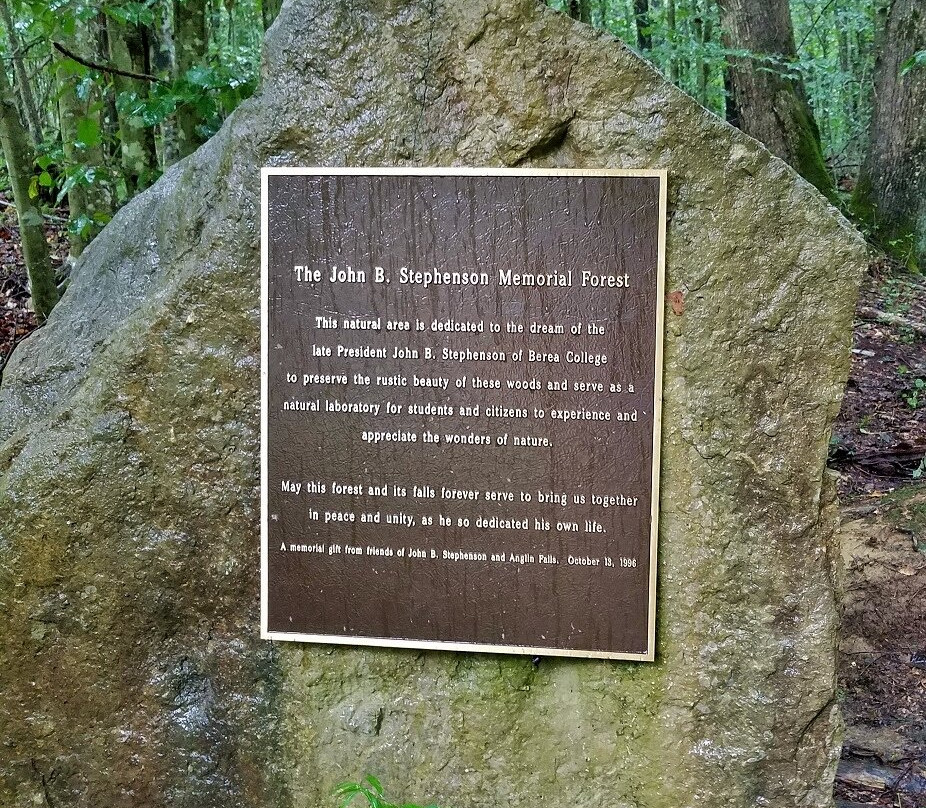 The John B. Stephenson Memorial Forest
This natural area is dedicated to the dream of the
late President John B. Stephenson of Berea College
to preserve the rustic beauty of these woods and serve as a
natural laboratory for students and citizens to experience and
appreciate the wonders of nature.
May this forest and its falls forever serve to bring us together
in peace and unity, as he so dedicated his own life.
A memorial gift from friends of John B. Stephenson and Anglin Falls. October 13, 1996